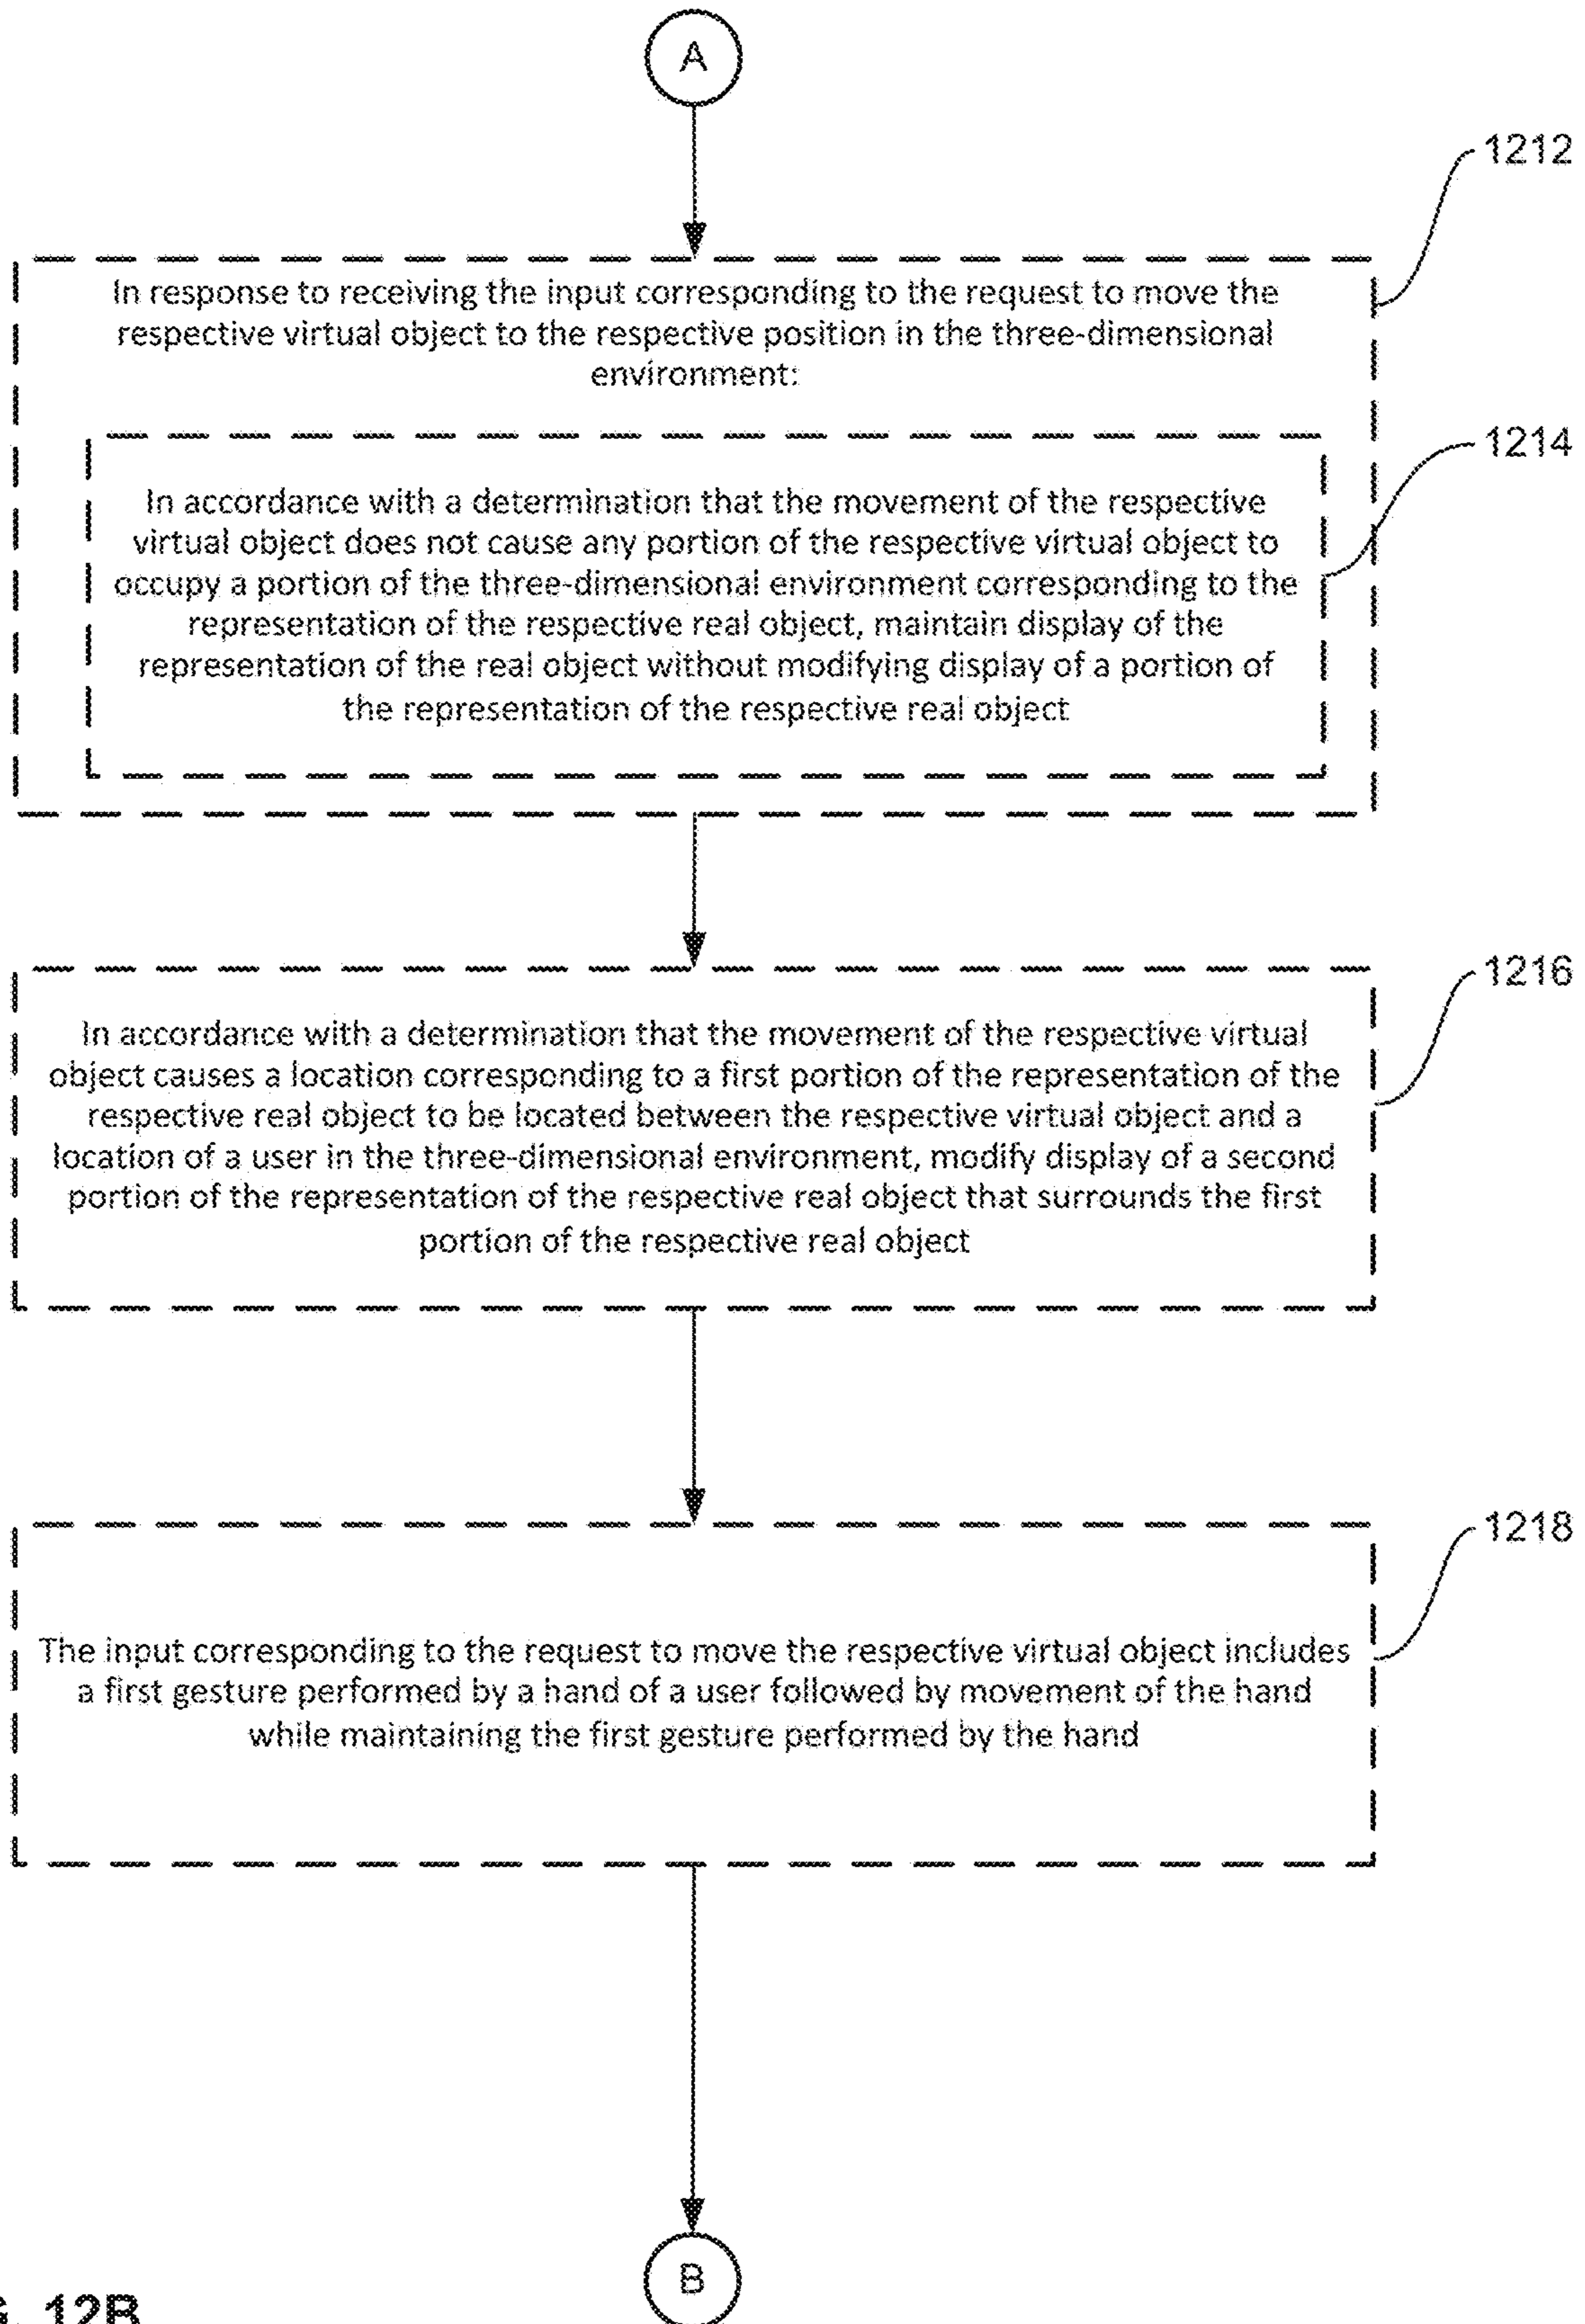 A
1212
In response to receiving the input corresponding to the request to move the
respective virtual object to the respective position in the three-dimensional
environment:
1214
In accordance with a determination that the movement of the respective
virtual object does not cause any portion of the respective virtual object to
occupy a portion of the three-dimensional environment corresponding to the
representation of the respective real object, maintain display of the
representation of the real object without modifying display of a portion of
the representation of the respective real object
1216
In accordance with a determination that the movement of the respective virtual
object causes a location corresponding to a first portion of the representation of the
respective real object to be located between the respective virtual object and a
location of a user in the three-dimensional environment, modify display of a second
portion of the representation of the respective real object that surrounds the first
portion of the respective real object
1218
The input corresponding to the request to move the respective virtual object includes
a first gesture performed by a hand of a user followed by movement of the hand
while maintaining the first gesture performed by the hand
B
12B